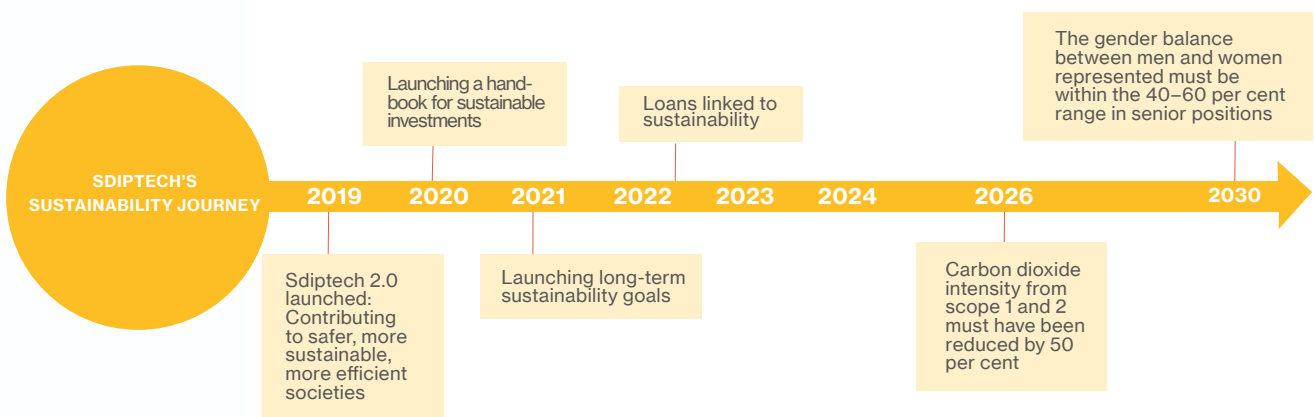 SDIPTECH'S
SUSTAINABILITY JOURNEY
Launching a hand-
book for sustainable
investments
Loans linked to
sustainability
The gender balance
between men and women
represented must be
within the 40–60 per cent
range in senior positions
2019
2020
2021
2022
2023
2024
2026
2030
Sdiptech 2.0
launched:
Contributing
to safer, more
sustainable,
more efficient
societies
Launching long-term
sustainability goals
Carbon dioxide
intensity from
scope 1 and 2
must have been
reduced by 50
per cent